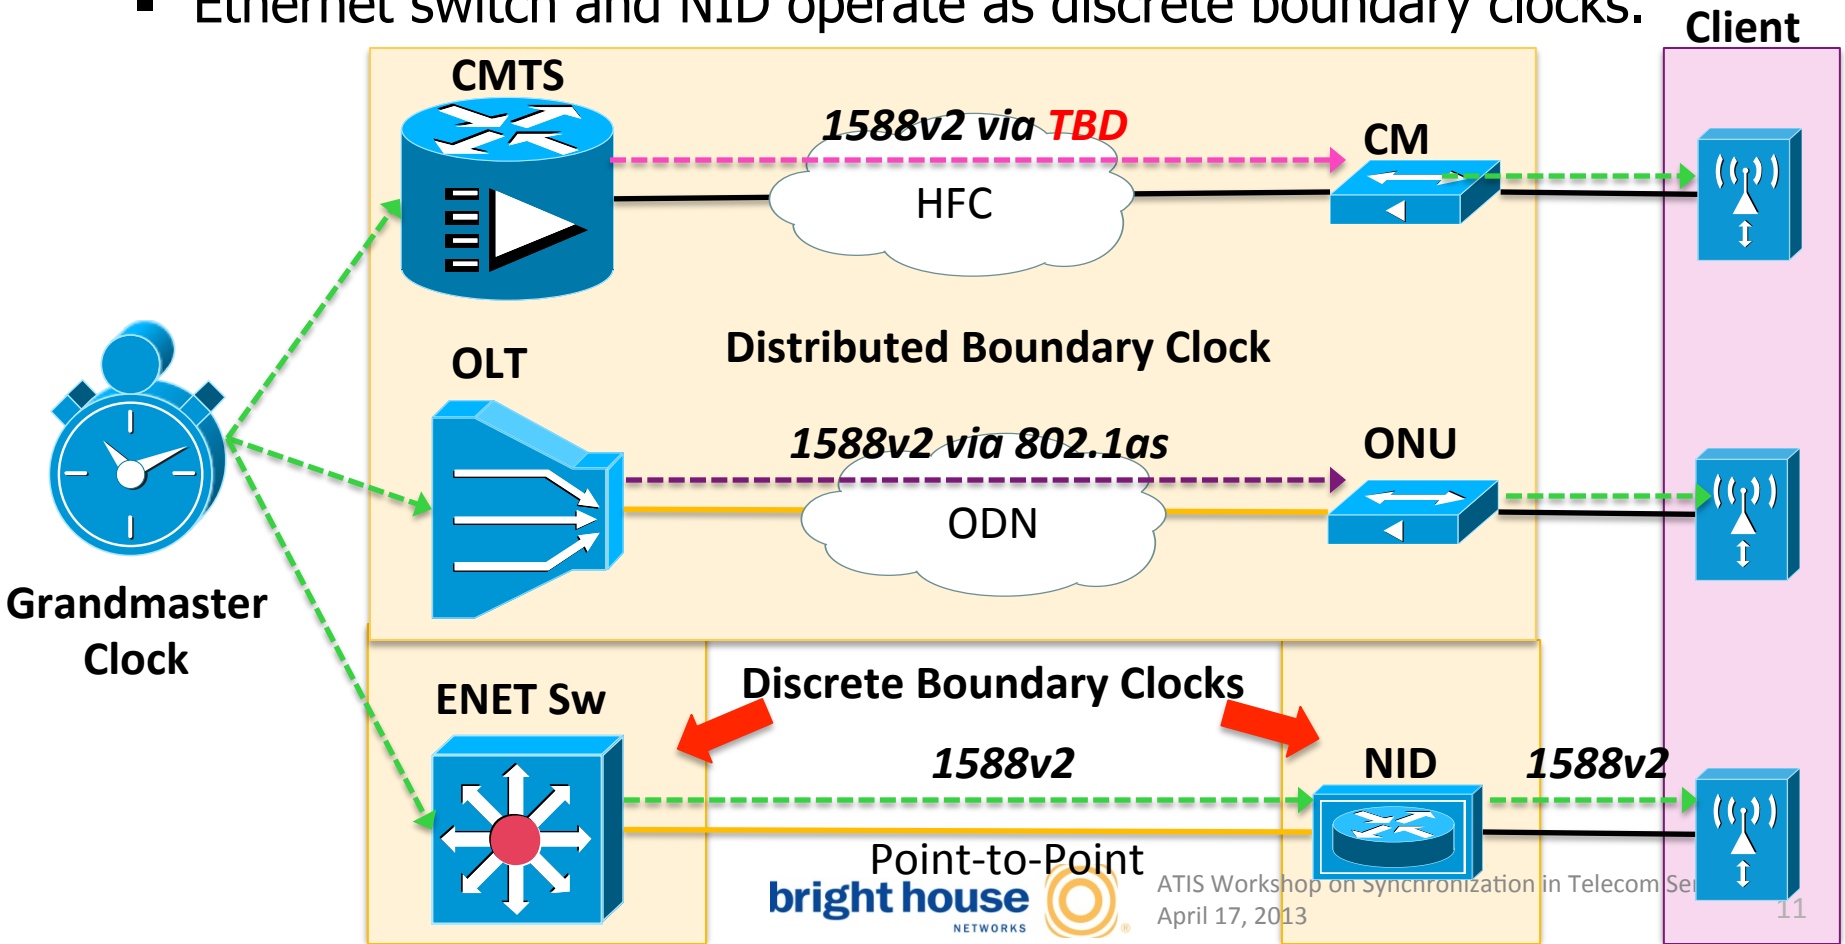 ▪ Ethernet switch and NID operate as discrete boundary clocks.
Client
CMTS
1588v2 via TBD
CM
HFC
Distributed Boundary Clock
OLT
1588v2 via 802.1as
ONU
ODN
Grandmaster
Clock
Discrete Boundary Clocks
ENET Sw
1588v2
NID
1588v2
Point-to-Point
bright house
NETWORKS
ATIS Workshop on Synchronization in Telecom
April 17, 2013
11